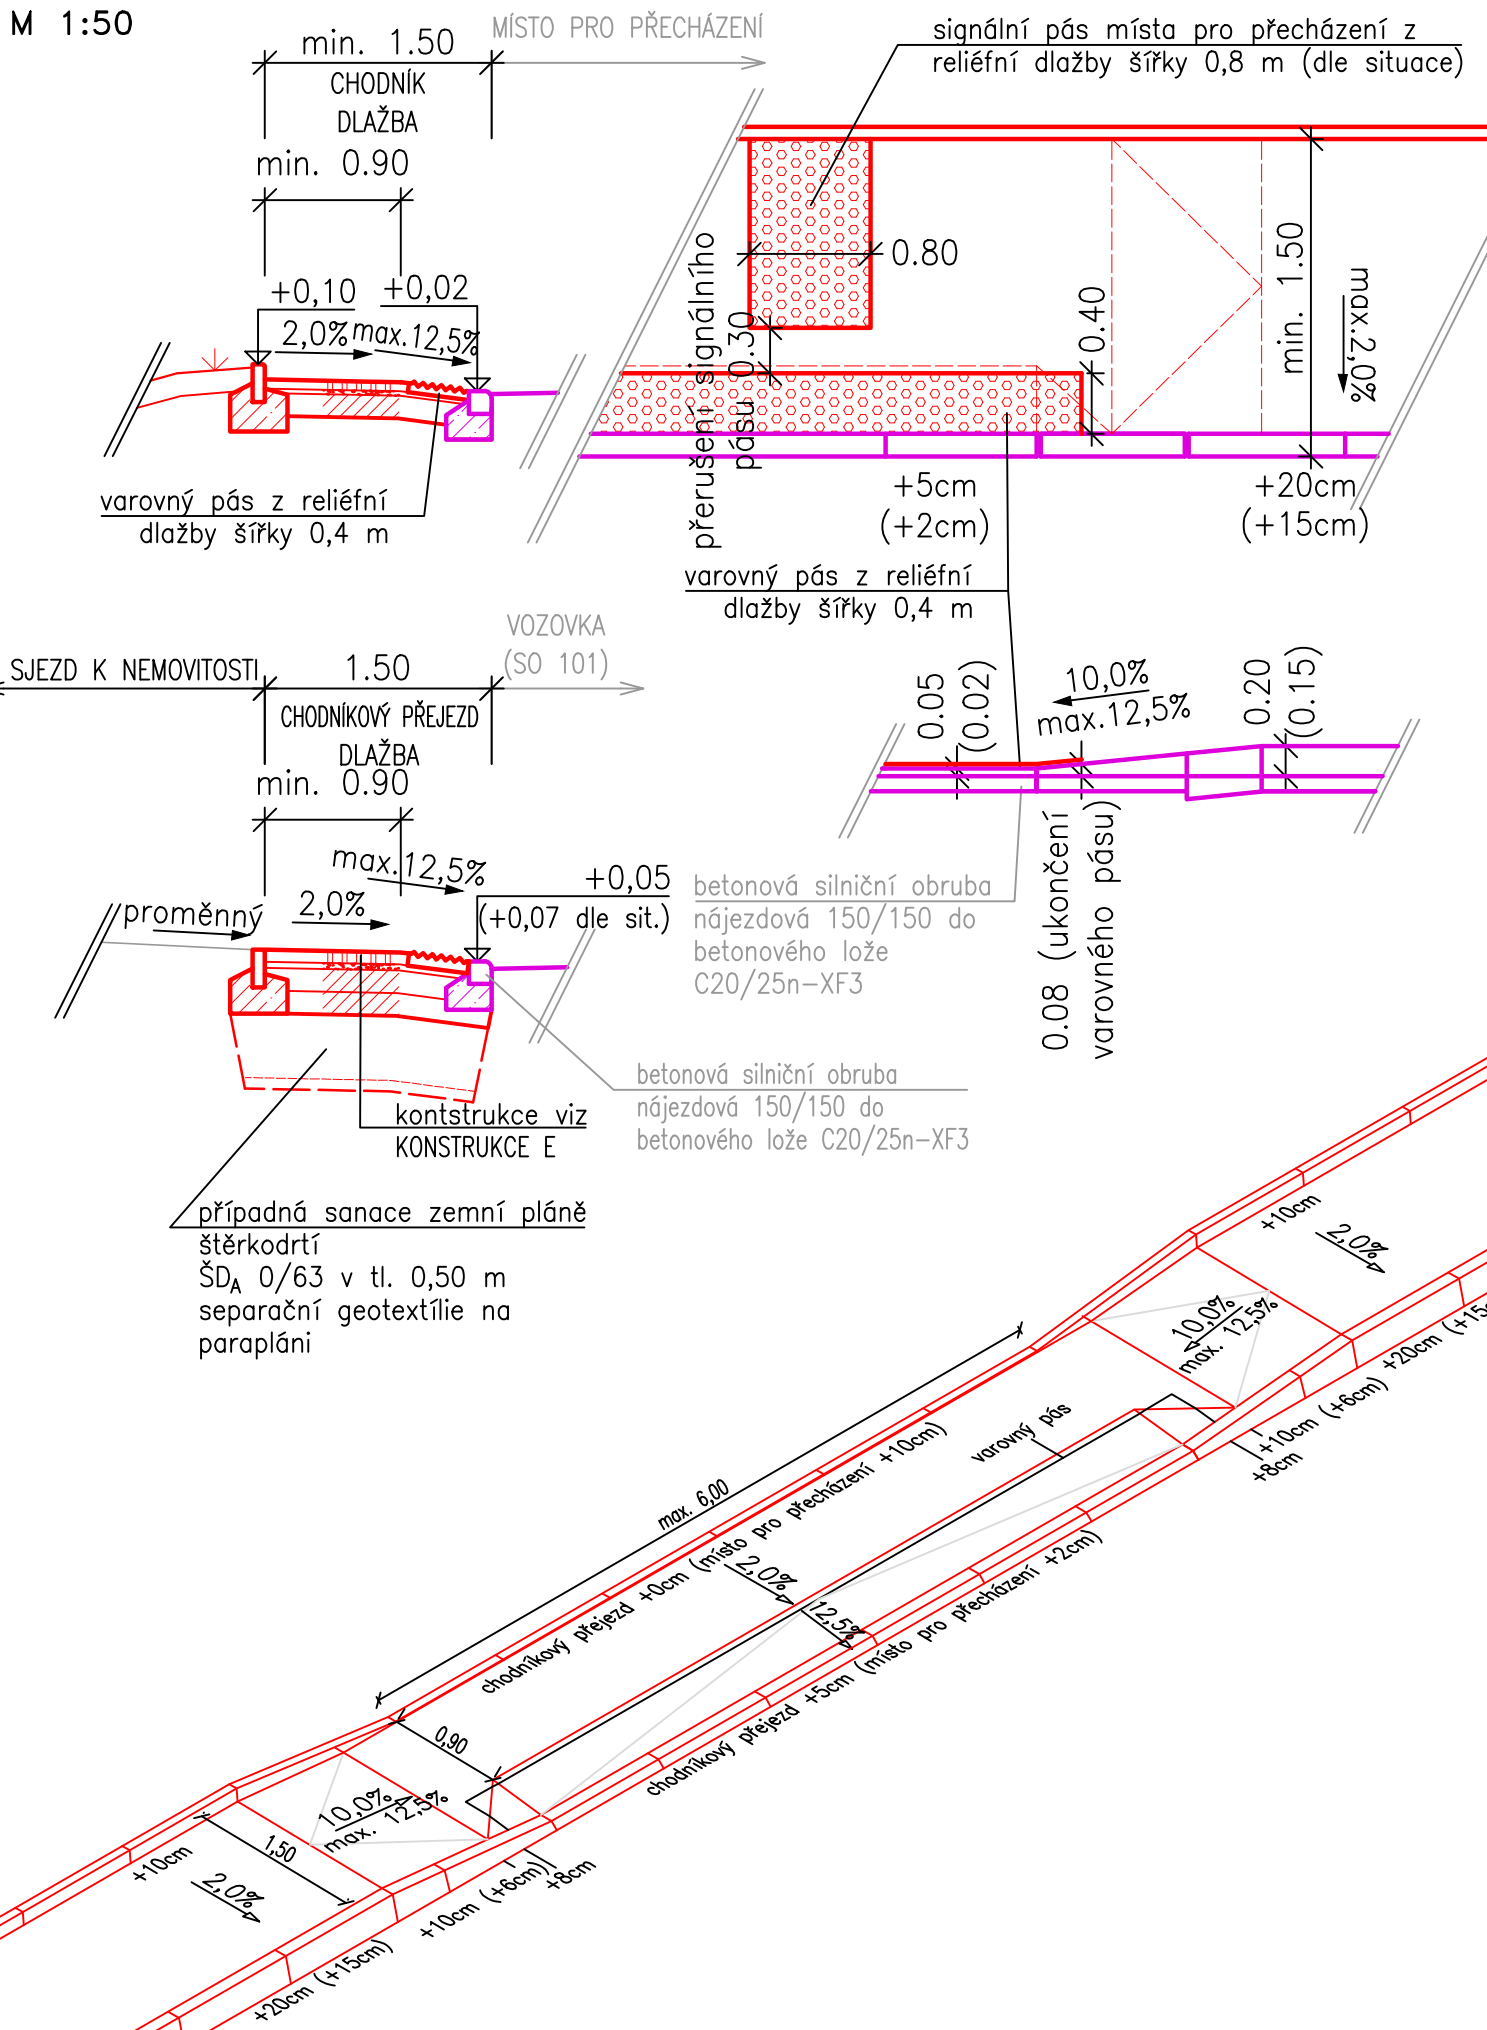 M 1:50
min. 1.50
CHODNÍK
DLAŽBA
min. 0.90
MÍSTO PRO PŘECHÁZENÍ
signální pás místa pro přecházení z
reliéfní dlažby šířky 0,8 m (dle situace)
+0,10
+0,02
2,0%
max.12,5%
varovný pás z reliéfní
dlažby šířky 0,4 m
přerušení signálního
pásu 0.30
0.80
0.40
min. 1.50
max.2,0%
+5cm
(+2cm)
+20cm
(+15cm)
varovný pás z reliéfní
dlažby šířky 0,4 m
SJEZD K NEMOVITOSTI
1.50
CHODNÍKOVÝ PŘEJEZD
DLAŽBA
min. 0.90
VOZOVKA
(SO 101)
0.05
(0.02)
10,0%
max.12,5%
0.20
(0.15)
0.08 (ukončení
varovného pásu)
proměnný
2,0%
max.12,5%
+0,05
(+0,07 dle sit.)
betonová silniční obruba
nájezdová 150/150 do
betonového lože
C20/25n-XF3
betonová silniční obruba
nájezdová 150/150 do
betonového lože C20/25n-XF3
kontstrukce viz
KONSTRUKCE E
případná sanace zemní pláně
štěrkodrtí
ŠDA 0/63 v tl. 0,50 m
separační geotextílie na
parapláni
+10cm
2,0%
10,0%
max. 12,5%
+20cm (+15c
+10cm (+6cm)
+8cm
varovný pás
max. 6,00
chodníkový přejezd +0cm (místo pro přecházení +10cm)
2,0%
12,5%
chodníkový přejezd +5cm (místo pro přecházení +2cm)
0,90
10,0%
max. 12,5%
1,50
+10cm
2,0%
+8cm
+10cm (+6cm)
+20cm (+15cm)